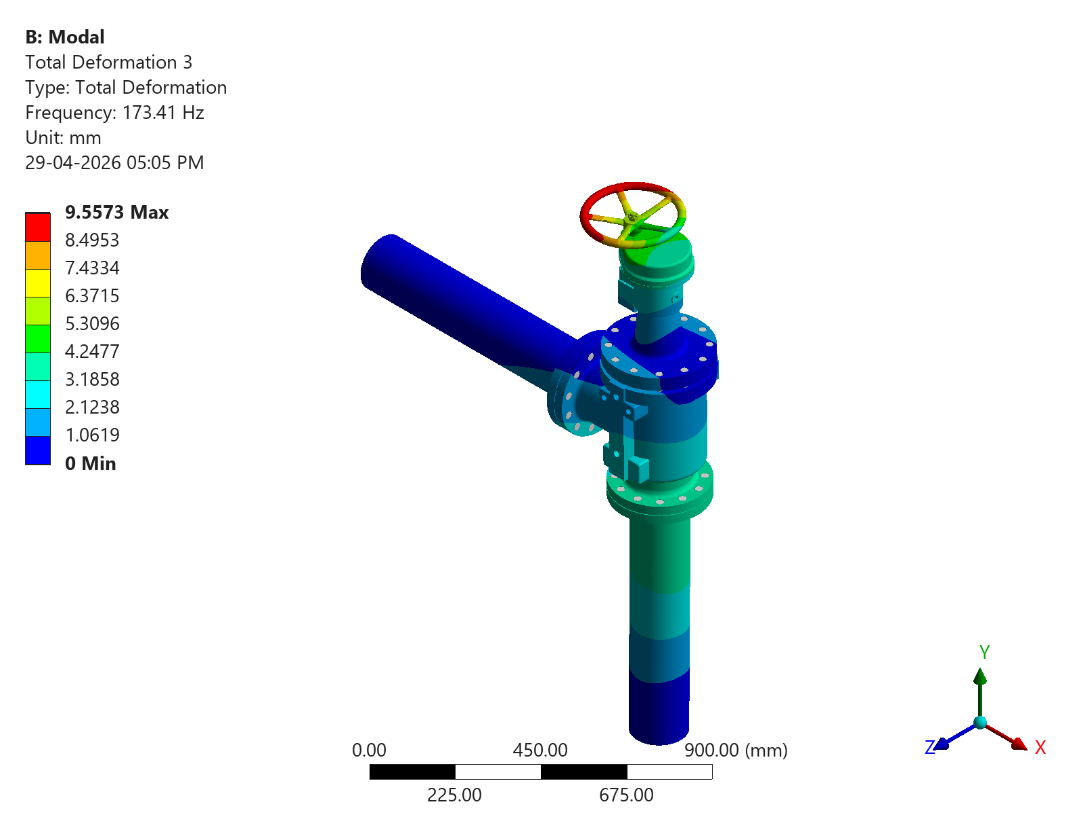 B: Modal
Total Deformation 3
Type: Total Deformation
Frequency: 173.41 Hz
Unit: mm
29-04-2026 05:05 PM
9.5573 Max
8.4953
7.4334
6.3715
5.3096
4.2477
3.1858
2.1238
1.0619
0 Min
Y
Z X
0.00 450.00 900.00 (mm)
225.00 675.00